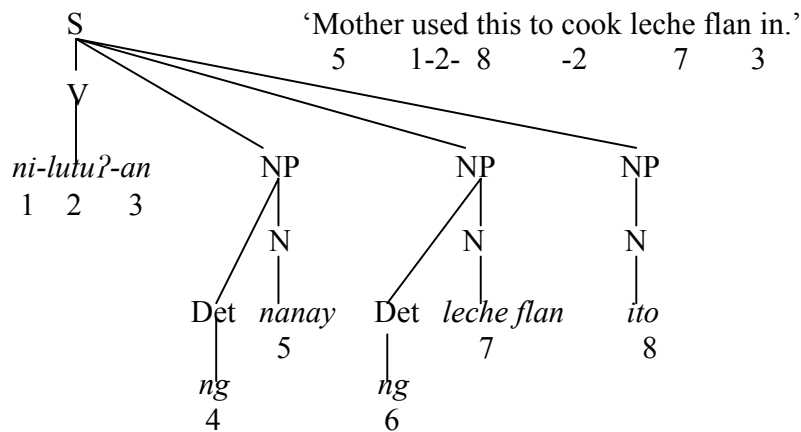 S ‘Mother used this to cook leche flan in.’
5 1-2- 8 -2 7 3
V
ni-lutuʔ-an NP NP NP
1 2 3
N N N
Det nanay Det leche flan ito
5 7 8
ng ng
4 6